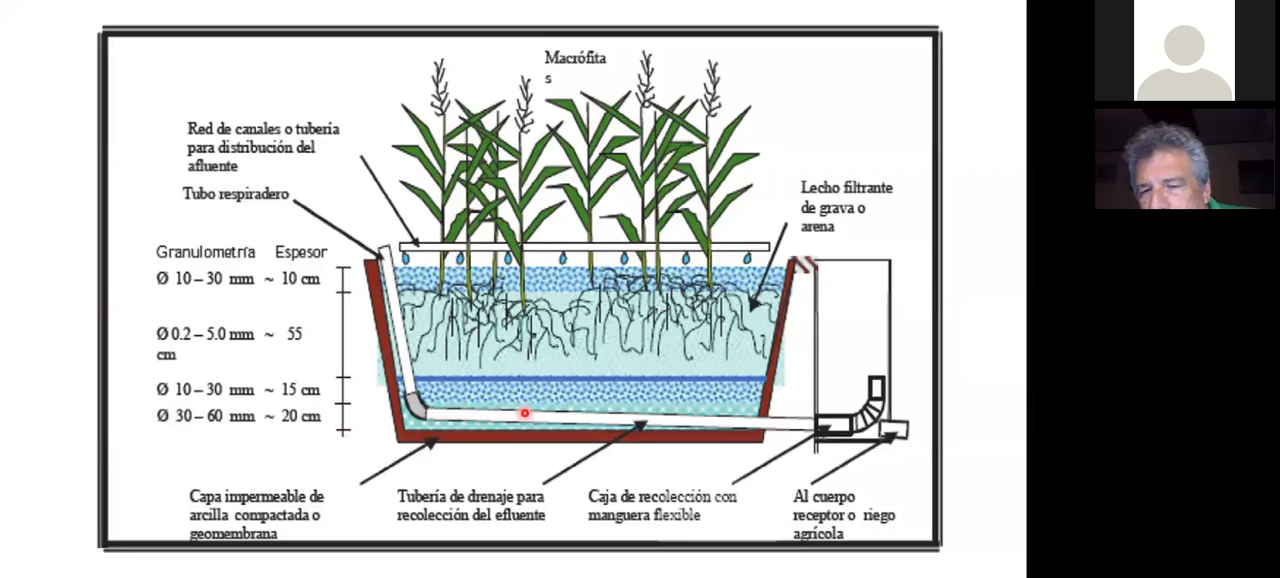 Macrófita
s
Red de canales o tubería
para distribución del
afluente
Tubo respiradero
Lecho filtrante
de grava o
arena
Granulometría Espesor
Ø 10 – 30 mm ~ 10 cm
Ø 0.2 – 5.0 mm ~ 55
cm
Ø 10 – 30 mm ~ 15 cm
Ø 30 – 60 mm ~ 20 cm
Capa impermeable de
arcilla compactada o
geomembrana
Tubería de drenaje para
recolección del efluente
Caja de recolección con
manguera flexible
Al cuerpo
receptor o riego
agrícola